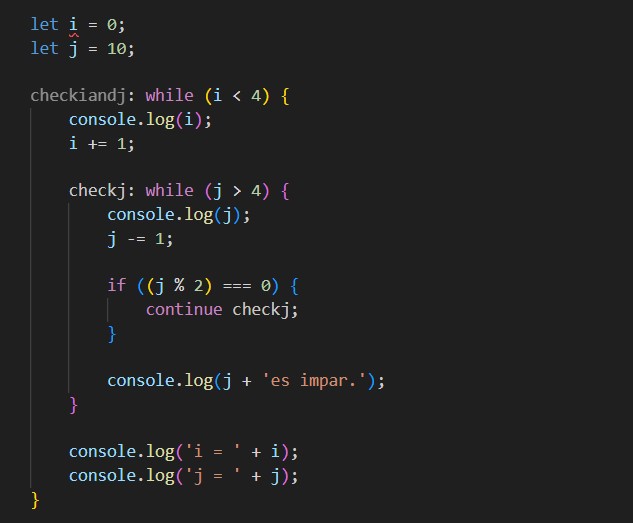 let i = 0;
let j = 10;
checkiandj: while (i < 4) {
console.log(i);
i += 1;
checkj: while (j > 4) {
console.log(j);
j -= 1;
if ((j % 2) === 0) {
continue checkj;
}
console.log(j + 'es impar.');
}
console.log('i = ' + i);
console.log('j = ' + j);
}